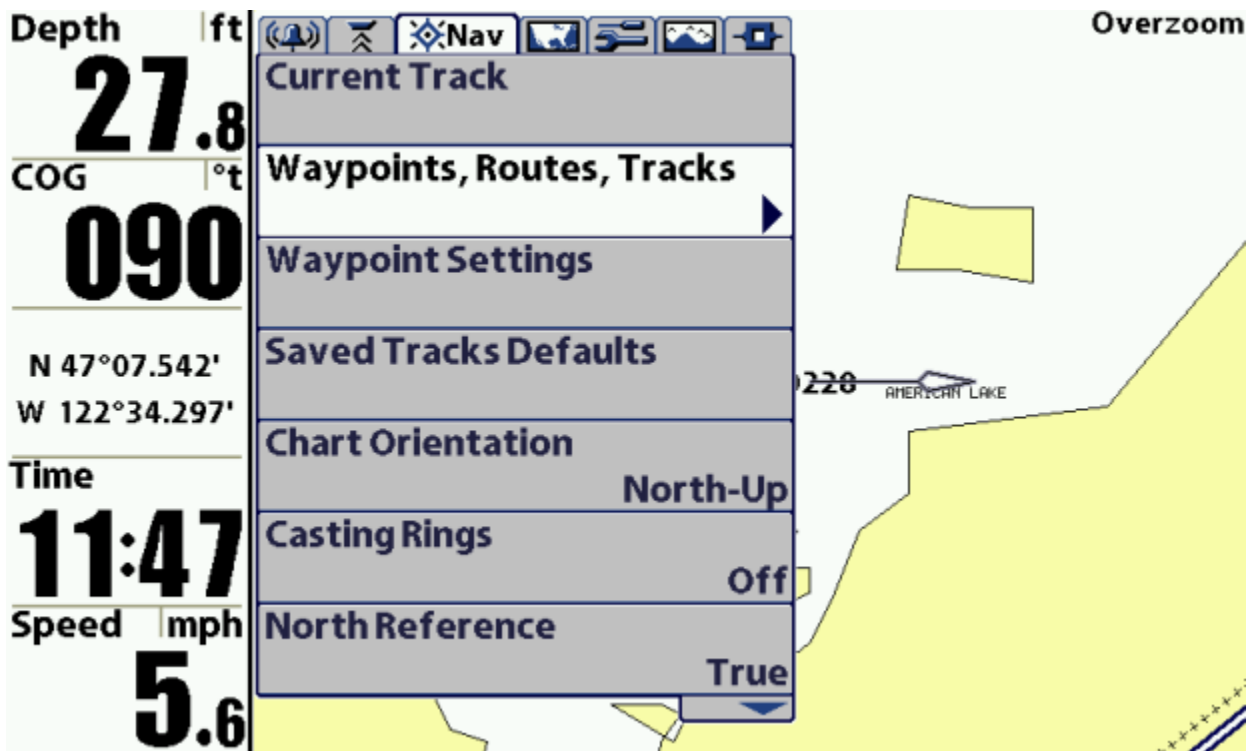 Depth ft
27.8
COG °t
090
N 47°07.542'
W 122°34.297'
Time
11:47
Speed mph
5.6
Nav
Current Track
Waypoints, Routes, Tracks
Waypoint Settings
Saved Tracks Defaults
Chart Orientation
North-Up
Casting Rings
Off
North Reference
True
Overzoom
220
AMERICAN LAKE